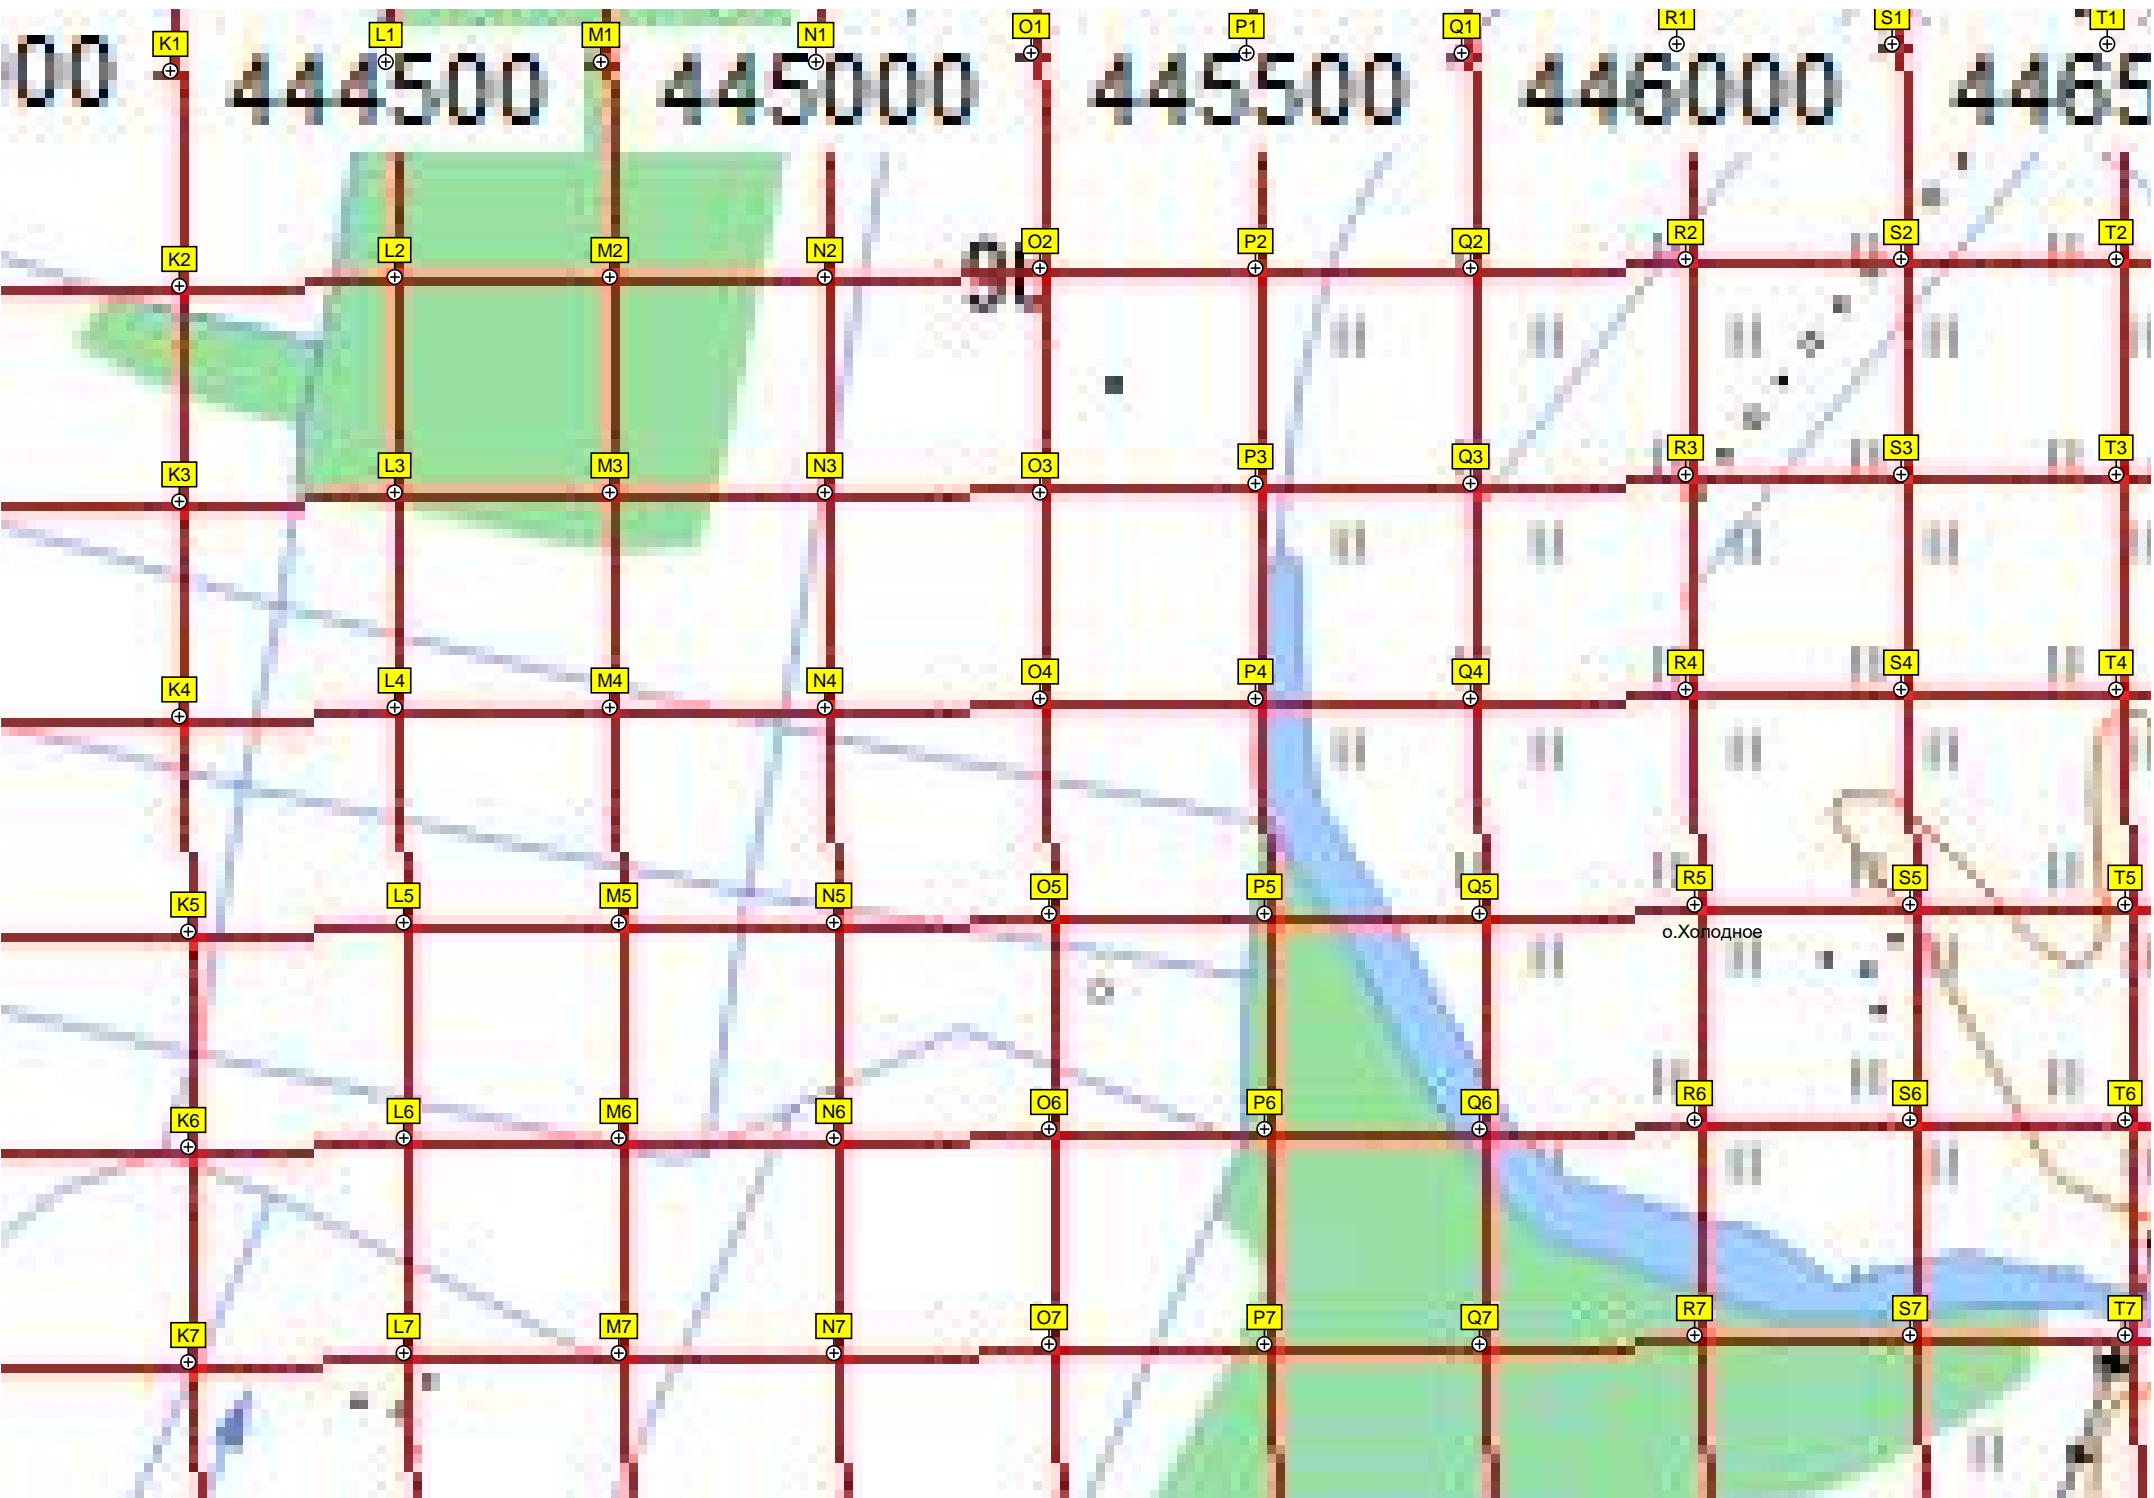 K1 L1 M1 N1 O1 P1 Q1 R1 S1 T1
00 444500 445000 445500 446000 4465
K2 L2 M2 N2 O2 P2 Q2 R2 S2 T2
K3 L3 M3 N3 O3 P3 Q3 R3 S3 T3
K4 L4 M4 N4 O4 P4 Q4 R4 S4 T4
K5 L5 M5 N5 O5 P5 Q5 R5 S5 T5
о.Холодное
K6 L6 M6 N6 O6 P6 Q6 R6 S6 T6
K7 L7 M7 N7 O7 P7 Q7 R7 S7 T7